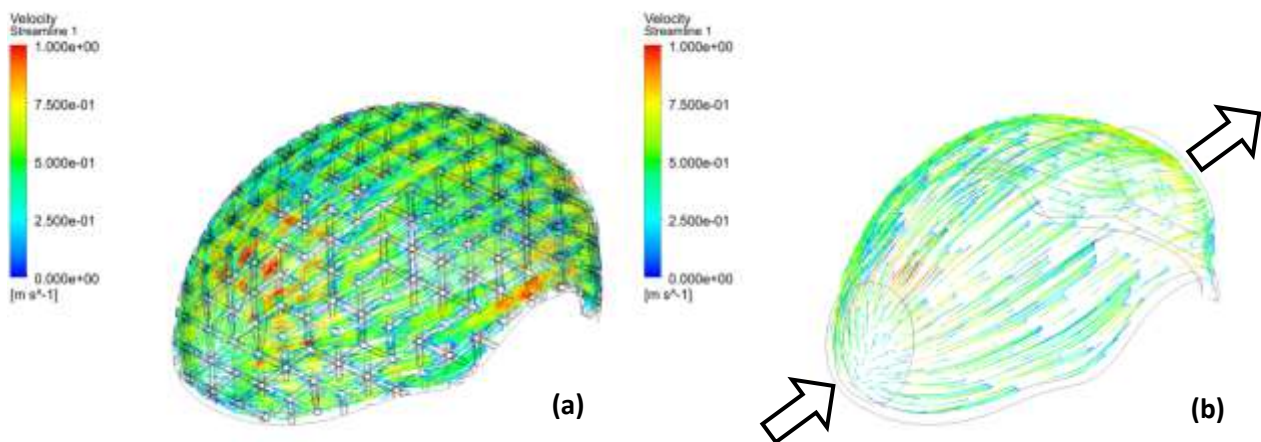 Velocity
Streamline 1
1.000e+00
7.500e-01
5.000e-01
2.500e-01
0.000e+00
[m s^-1]
(a)
Velocity
Streamline 1
1.000e+00
7.500e-01
5.000e-01
2.500e-01
0.000e+00
[m s^-1]
(b)